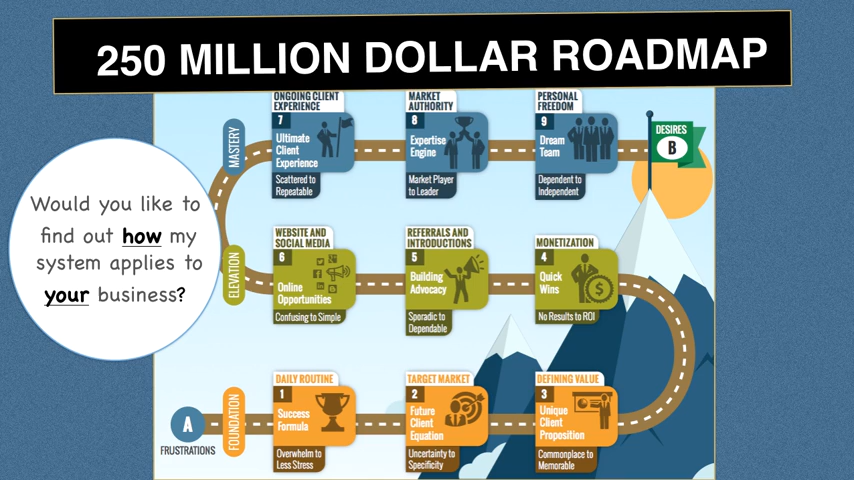 250 MILLION DOLLAR ROADMAP
Would you like to
find out how my
system applies to
your business?
MASTERY
ONGOING CLIENT
EXPERIENCE
7
Ultimate
Client
Experience
Scattered to
Repeatable
MARKET
AUTHORITY
8
Expertise
Engine
Market Player
to Leader
PERSONAL
FREEDOM
9
Dream
Team
Dependent to
Independent
DESIRES
B
ELEVATION
WEBSITE AND
SOCIAL MEDIA
6
Online
Opportunities
Confusing to Simple
REFERRALS AND
INTRODUCTIONS
5
Building
Advocacy
Sporadic to
Dependable
MONETIZATION
4
Quick
Wins
$
No Results to ROI
A
FRUSTRATIONS
FOUNDATION
DAILY ROUTINE
1
Success
Formula
Overwhelm to
Less Stress
TARGET MARKET
2
Future
Client
Equation
Uncertainty to
Specificity
DEFINING VALUE
3
Unique
Client
Proposition
Commonplace to
Memorable